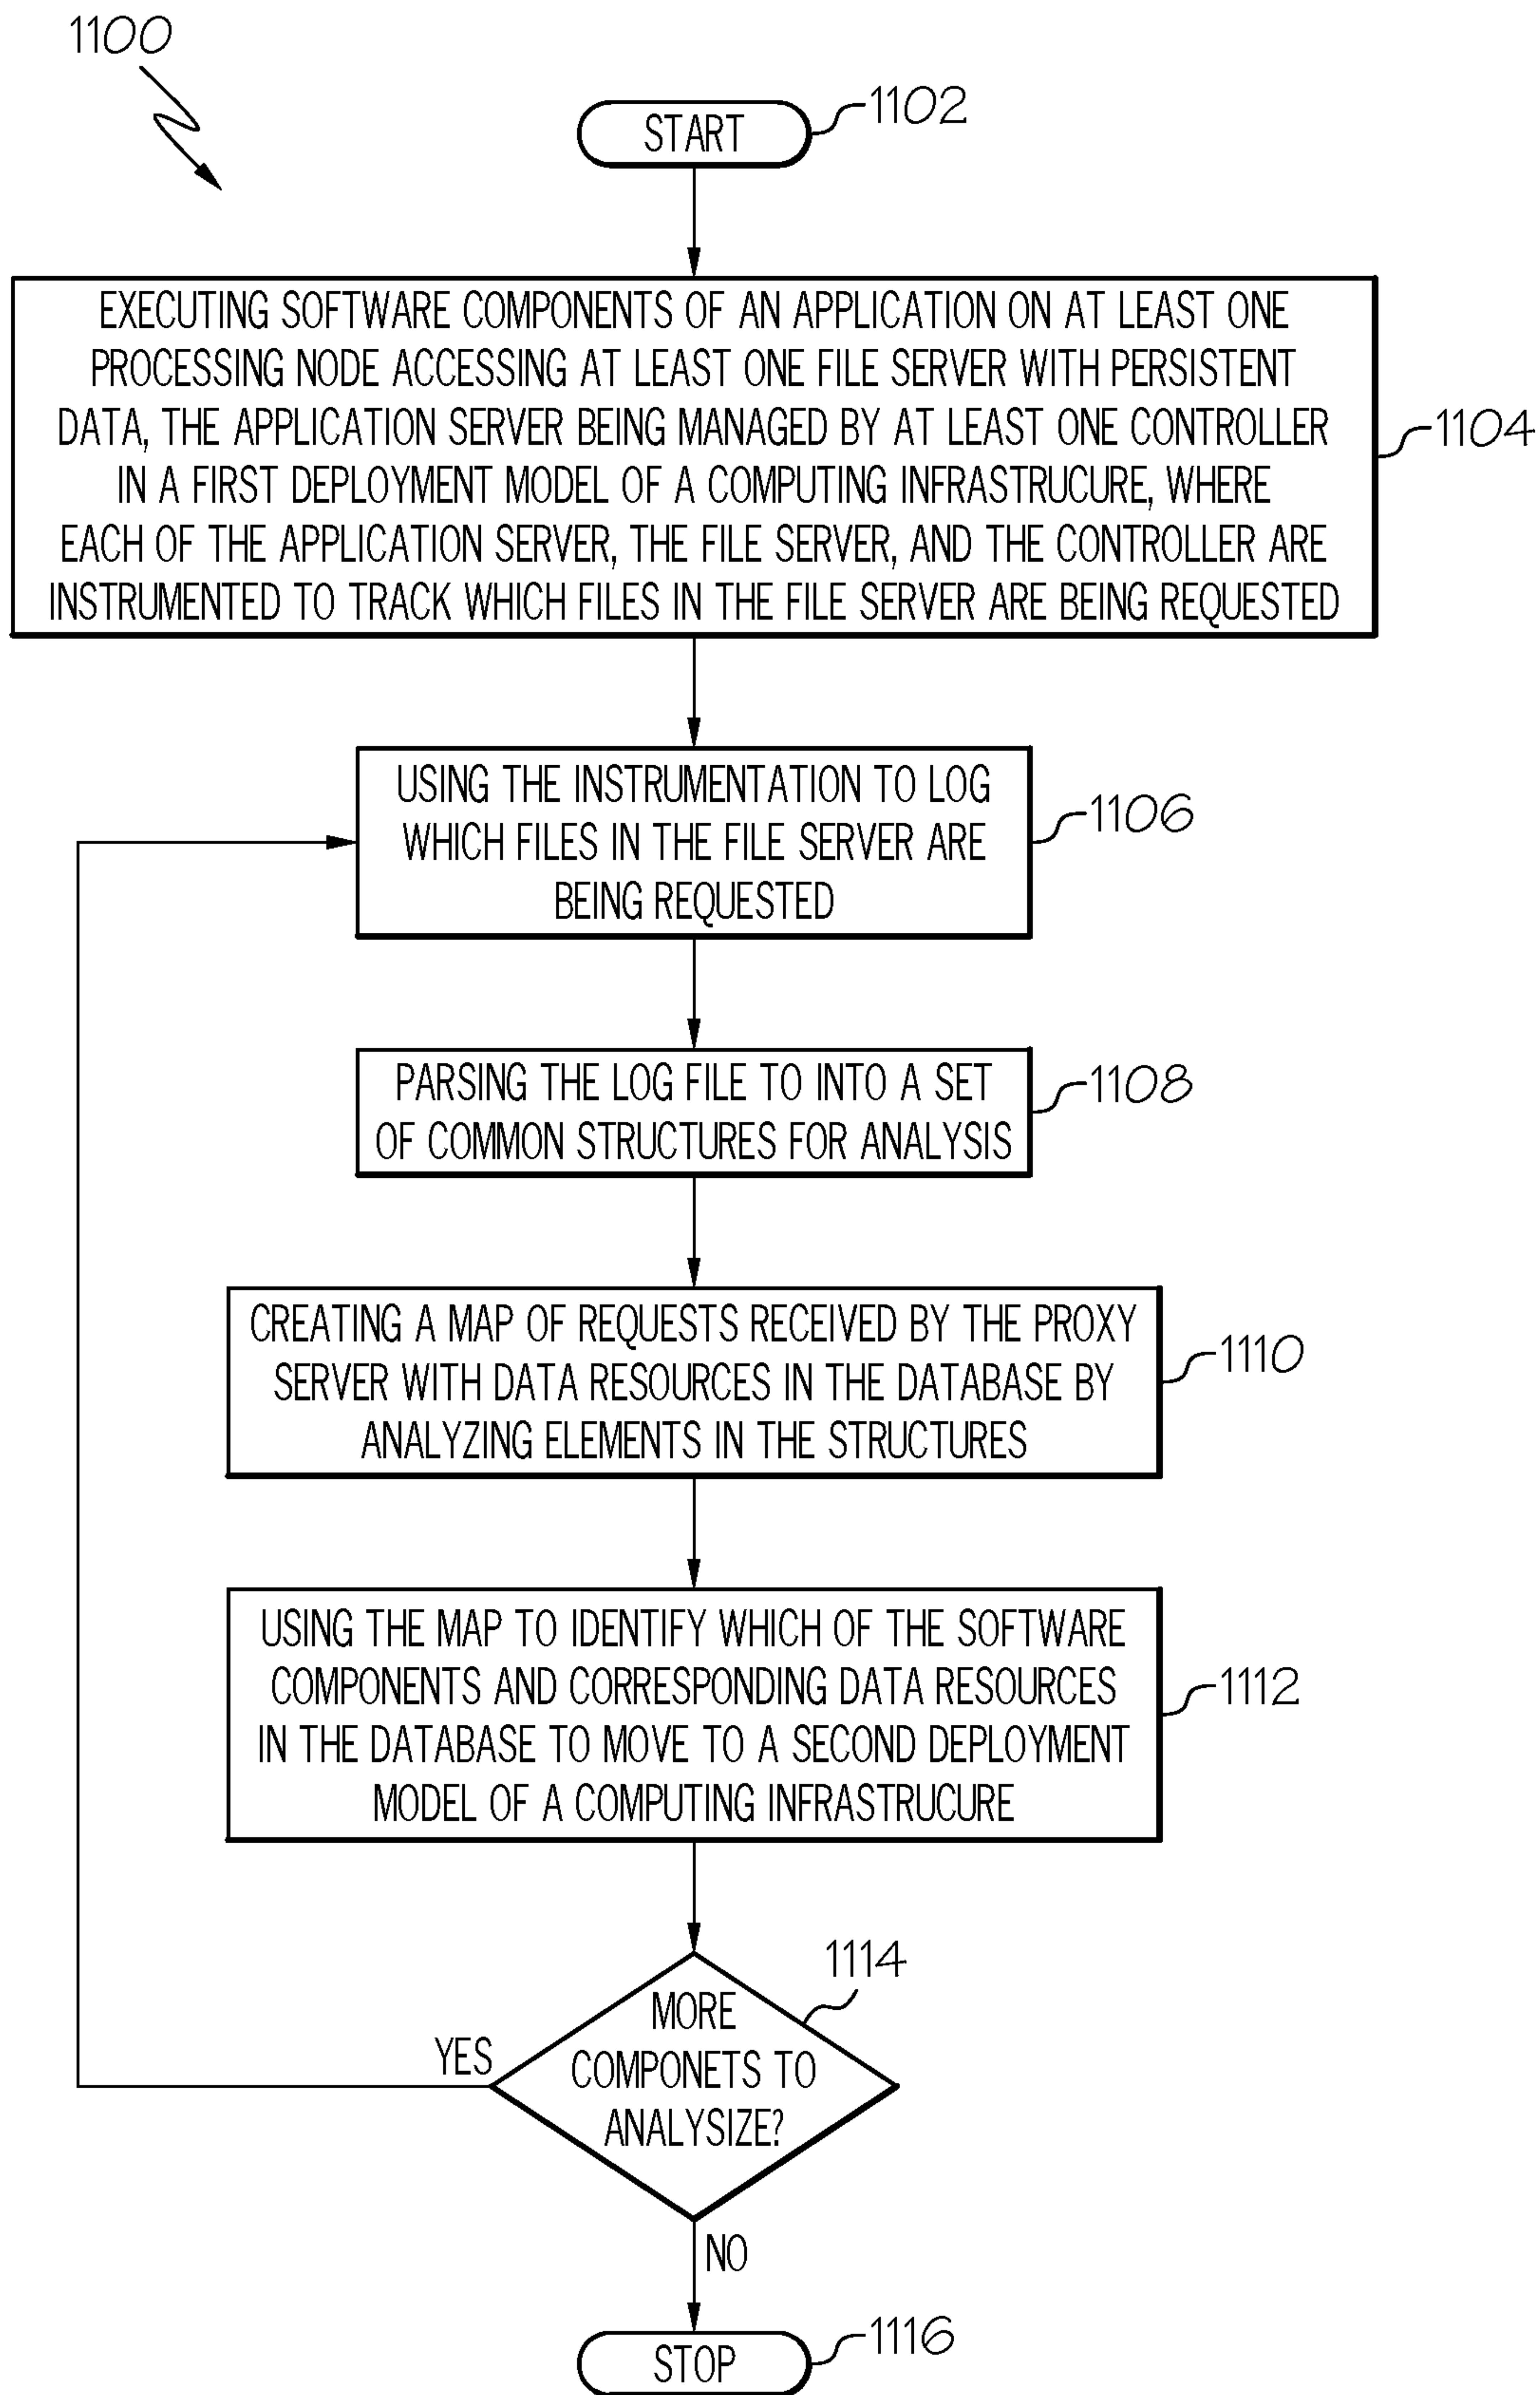 1100
START
1102
EXECUTING SOFTWARE COMPONENTS OF AN APPLICATION ON AT LEAST ONE
PROCESSING NODE ACCESSING AT LEAST ONE FILE SERVER WITH PERSISTENT
DATA, THE APPLICATION SERVER BEING MANAGED BY AT LEAST ONE CONTROLLER
IN A FIRST DEPLOYMENT MODEL OF A COMPUTING INFRASTRUCURE, WHERE
EACH OF THE APPLICATION SERVER, THE FILE SERVER, AND THE CONTROLLER ARE
INSTRUMENTED TO TRACK WHICH FILES IN THE FILE SERVER ARE BEING REQUESTED
1104
USING THE INSTRUMENTATION TO LOG
WHICH FILES IN THE FILE SERVER ARE
BEING REQUESTED
1106
PARSING THE LOG FILE TO INTO A SET
OF COMMON STRUCTURES FOR ANALYSIS
1108
CREATING A MAP OF REQUESTS RECEIVED BY THE PROXY
SERVER WITH DATA RESOURCES IN THE DATABASE BY
ANALYZING ELEMENTS IN THE STRUCTURES
1110
USING THE MAP TO IDENTIFY WHICH OF THE SOFTWARE
COMPONENTS AND CORRESPONDING DATA RESOURCES
IN THE DATABASE TO MOVE TO A SECOND DEPLOYMENT
MODEL OF A COMPUTING INFRASTRUCURE
1112
1114
MORE
COMPONETS TO
ANALYSIZE?
YES
NO
STOP
1116